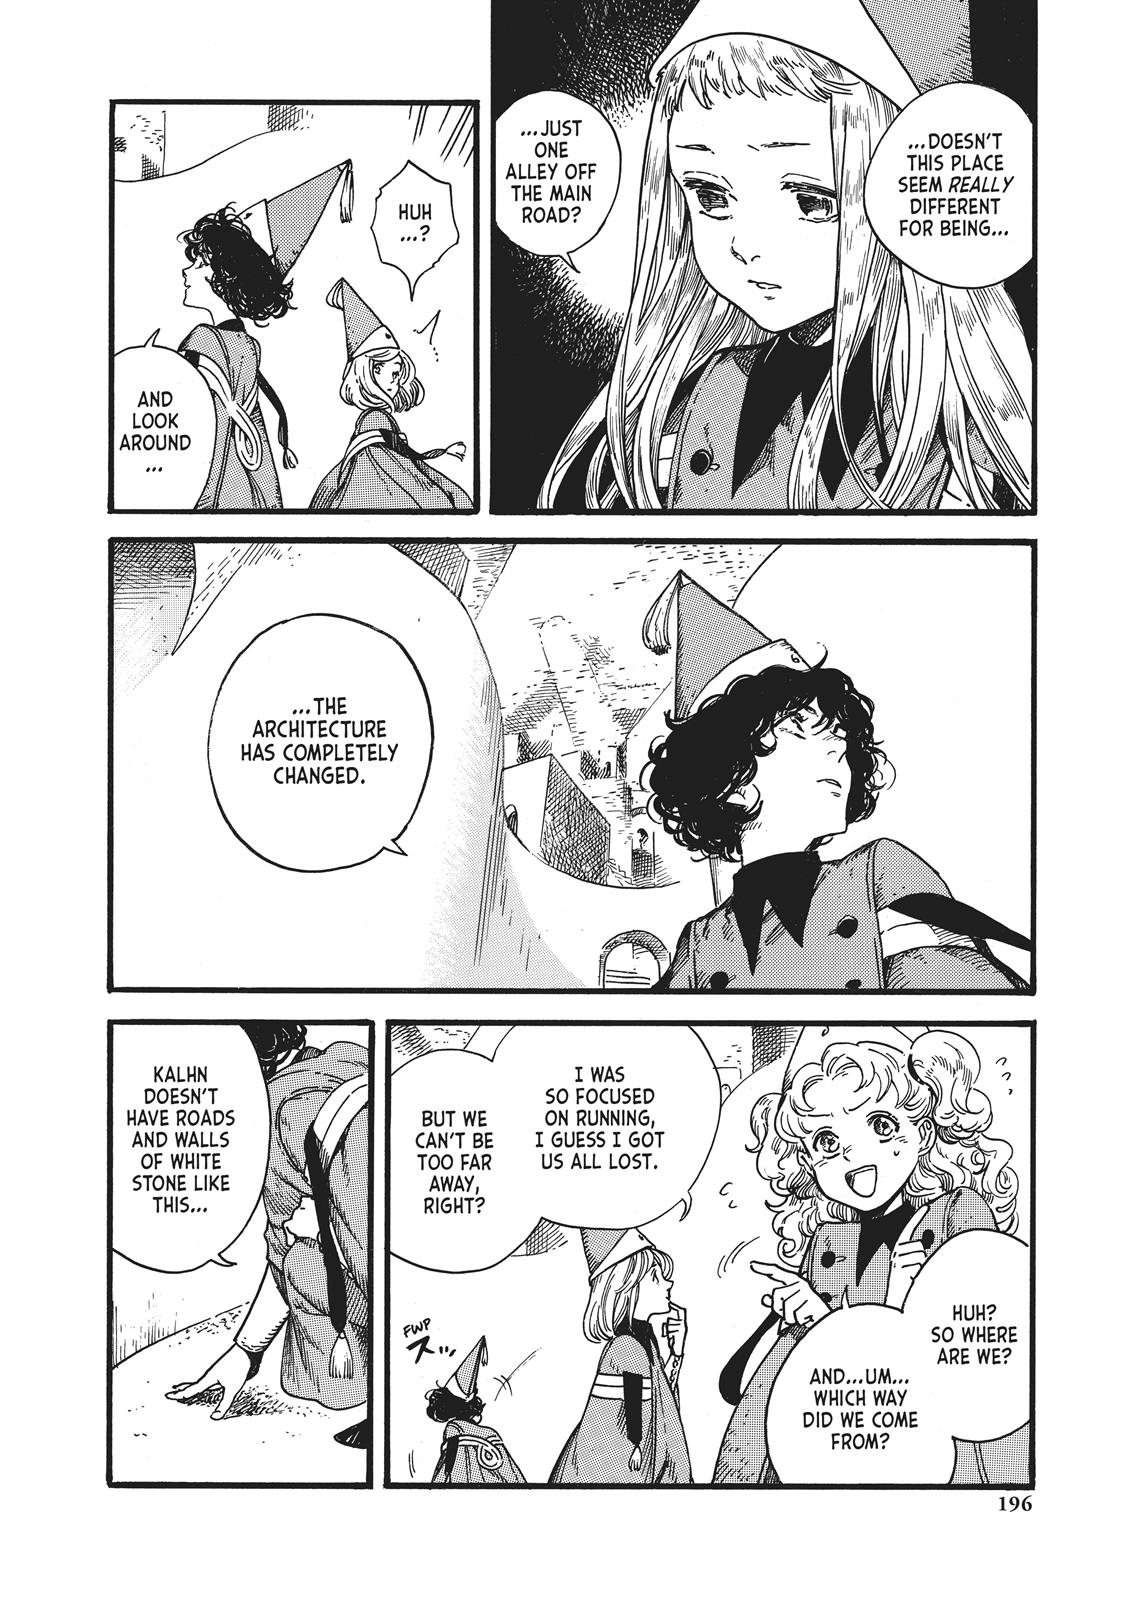 ...DOESN'T
THIS PLACE
SEEM REALLY
DIFFERENT
FOR BEING...
...JUST
ONE
ALLEY OFF
THE MAIN
ROAD?
HUH
...?
AND
LOOK
AROUND
...
...THE
ARCHITECTURE
HAS COMPLETELY
CHANGED.
HUH?
SO WHERE
ARE WE?
AND...UM...
WHICH WAY
DID WE COME
FROM?
I WAS
SO FOCUSED
ON RUNNING,
I GUESS I GOT
US ALL LOST.
BUT WE
CAN'T BE
TOO FAR
AWAY,
RIGHT?
FWP
スッ
KALHN
DOESN'T
HAVE ROADS
AND WALLS
OF WHITE
STONE LIKE
THIS...
196